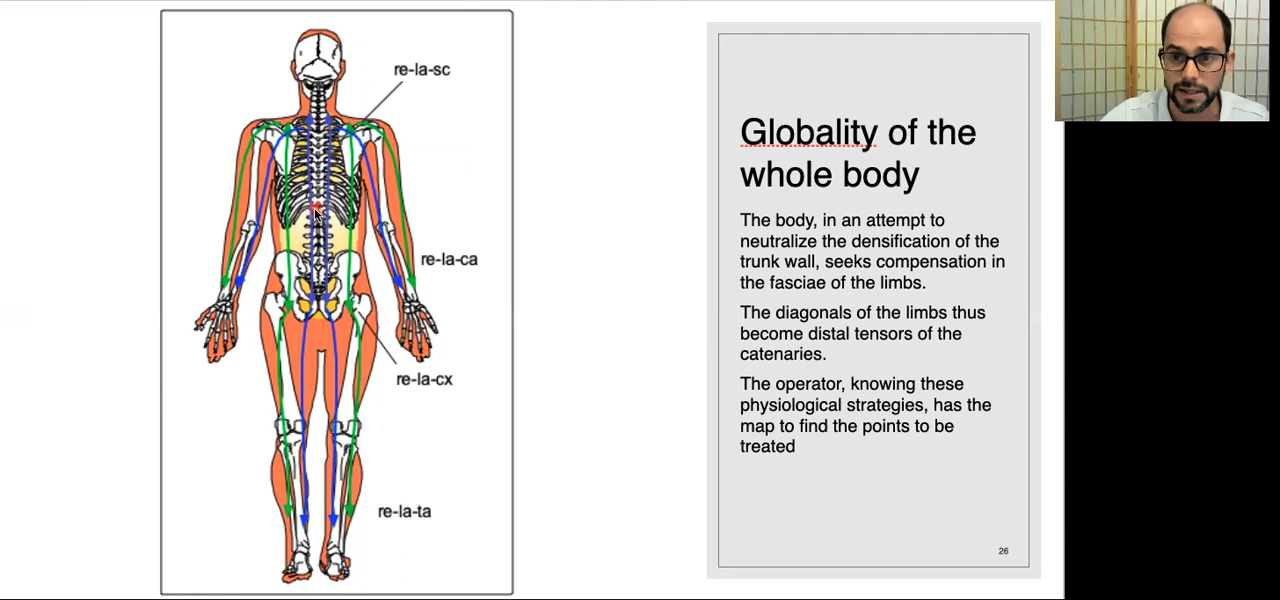 re-la-sc
re-la-ca
re-la-cx
re-la-ta
Globality of the
whole body
The body, in an attempt to
neutralize the densification of the
trunk wall, seeks compensation in
the fasciae of the limbs.
The diagonals of the limbs thus
become distal tensors of the
catenaries.
The operator, knowing these
physiological strategies, has the
map to find the points to be
treated
26